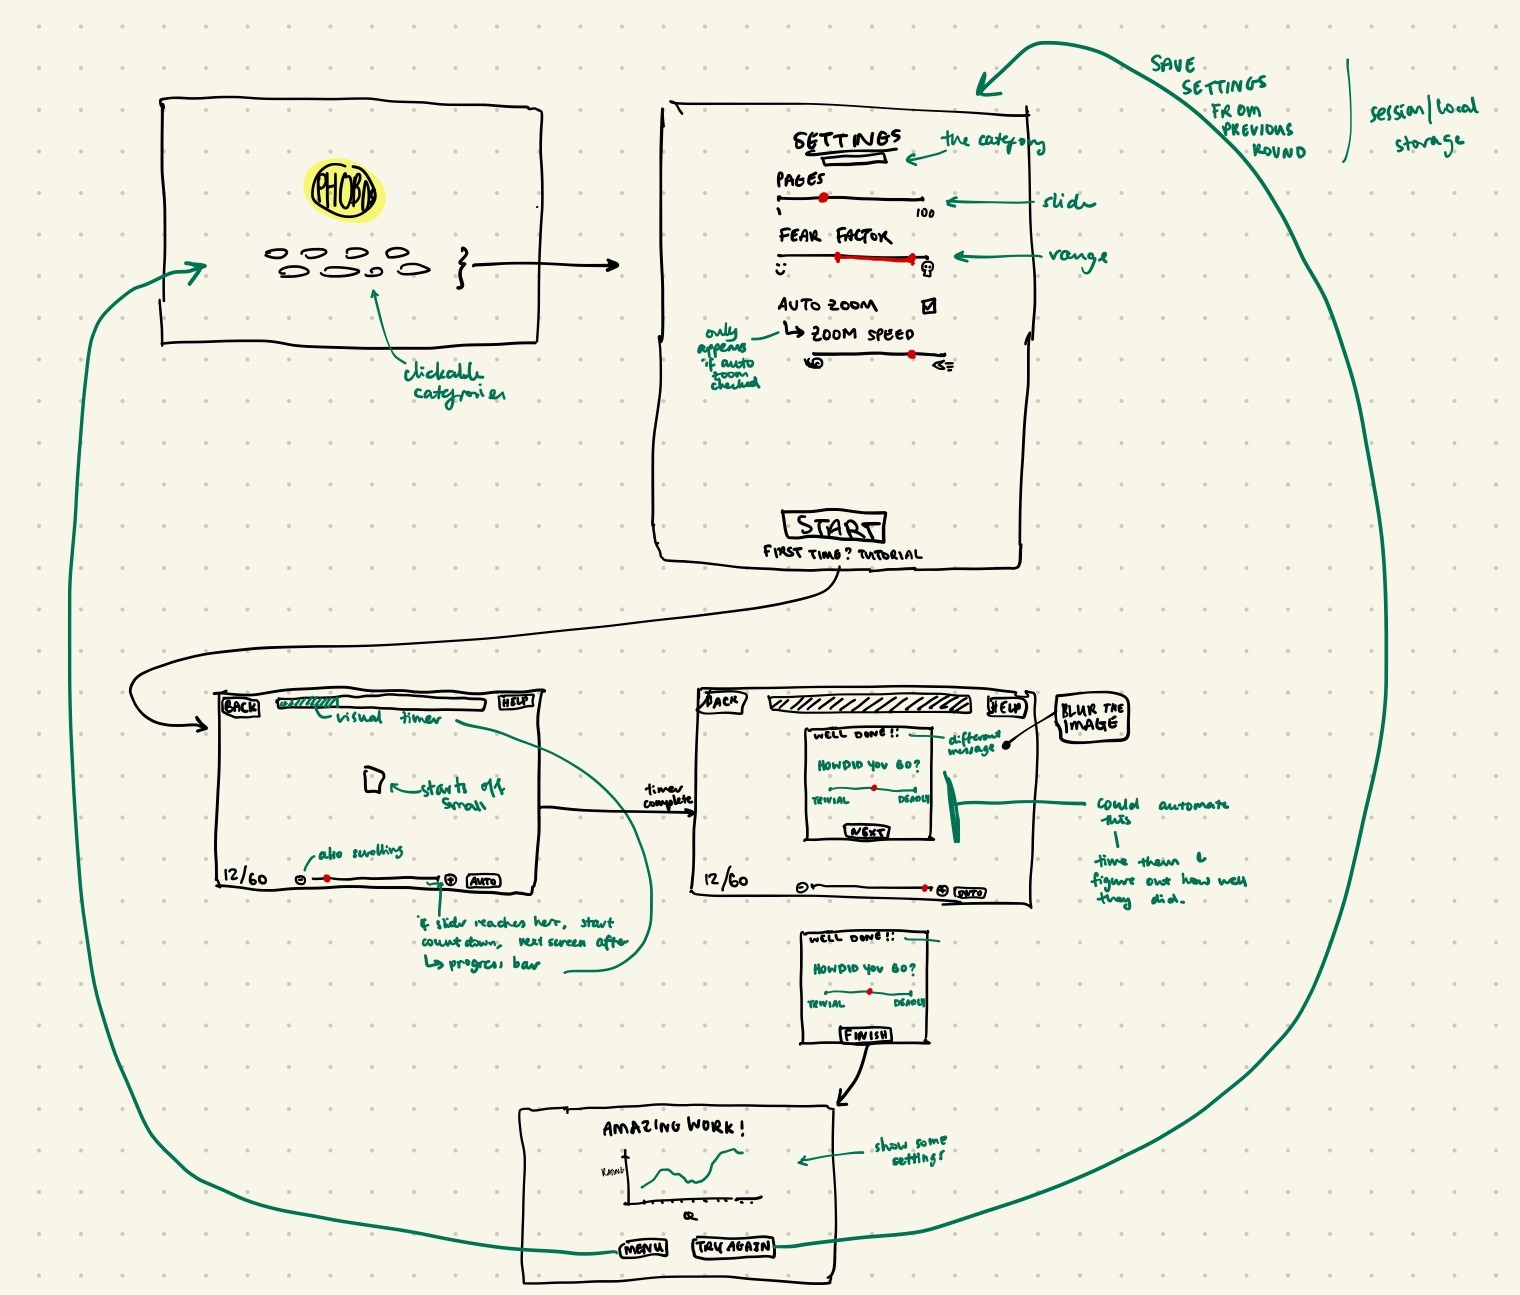 SAVE
SETTINGS
FROM
PREVIOUS
ROUND
session/local
storage
clickable
categories
SETTINGS
the category
PAGES
1
100
slide
FEAR FACTOR
range
AUTO ZOOM
ZOOM SPEED
only
appears
if auto
zoom
checked
START
FIRST TIME? TUTORIAL
BACK
HELP
visual timer
starts off
small
also scrolling
12/60
AUTO
if slider reaches here, start
countdown, next screen after
progress bar
timer
complete
BACK
HELP
BLUR THE
IMAGE
WELL DONE!!
different
message
HOW DID YOU GO?
TRIVIAL
DEADLY
NEXT
12/60
AUTO
Could automate
this
time them &
figure out how well
they did.
WELL DONE!!
HOW DID YOU GO?
TRIVIAL
DEADLY
FINISH
AMAZING WORK!
RATING
show some
settings
MENU
TRY AGAIN